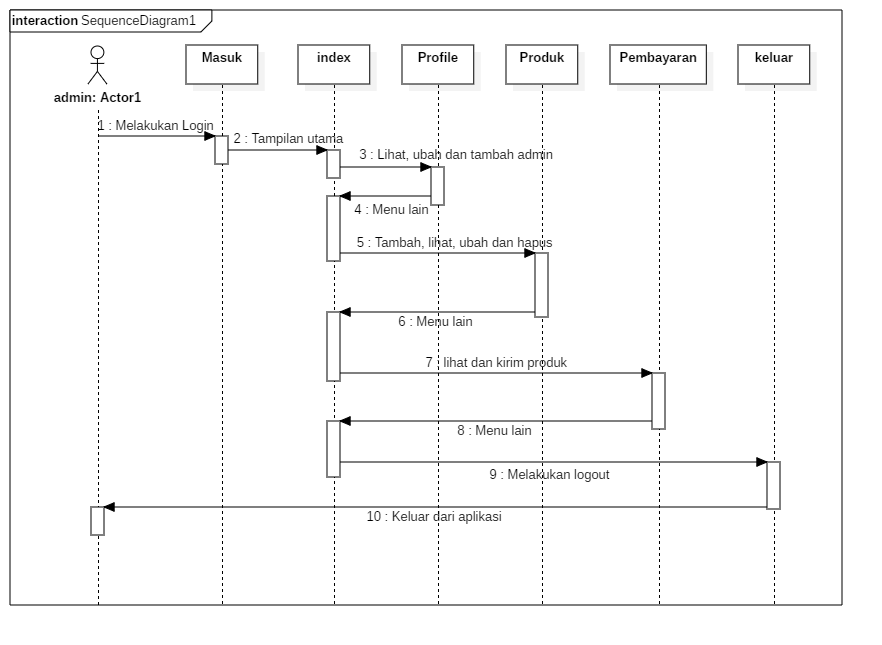 interaction SequenceDiagram1
Masuk
index
Profile
Produk
Pembayaran
keluar
admin: Actor1
1 : Melakukan Login
2 : Tampilan utama
3 : Lihat, ubah dan tambah admin
4 : Menu lain
5 : Tambah, lihat, ubah dan hapus
6 : Menu lain
7 : lihat dan kirim produk
8 : Menu lain
9 : Melakukan logout
10 : Keluar dari aplikasi